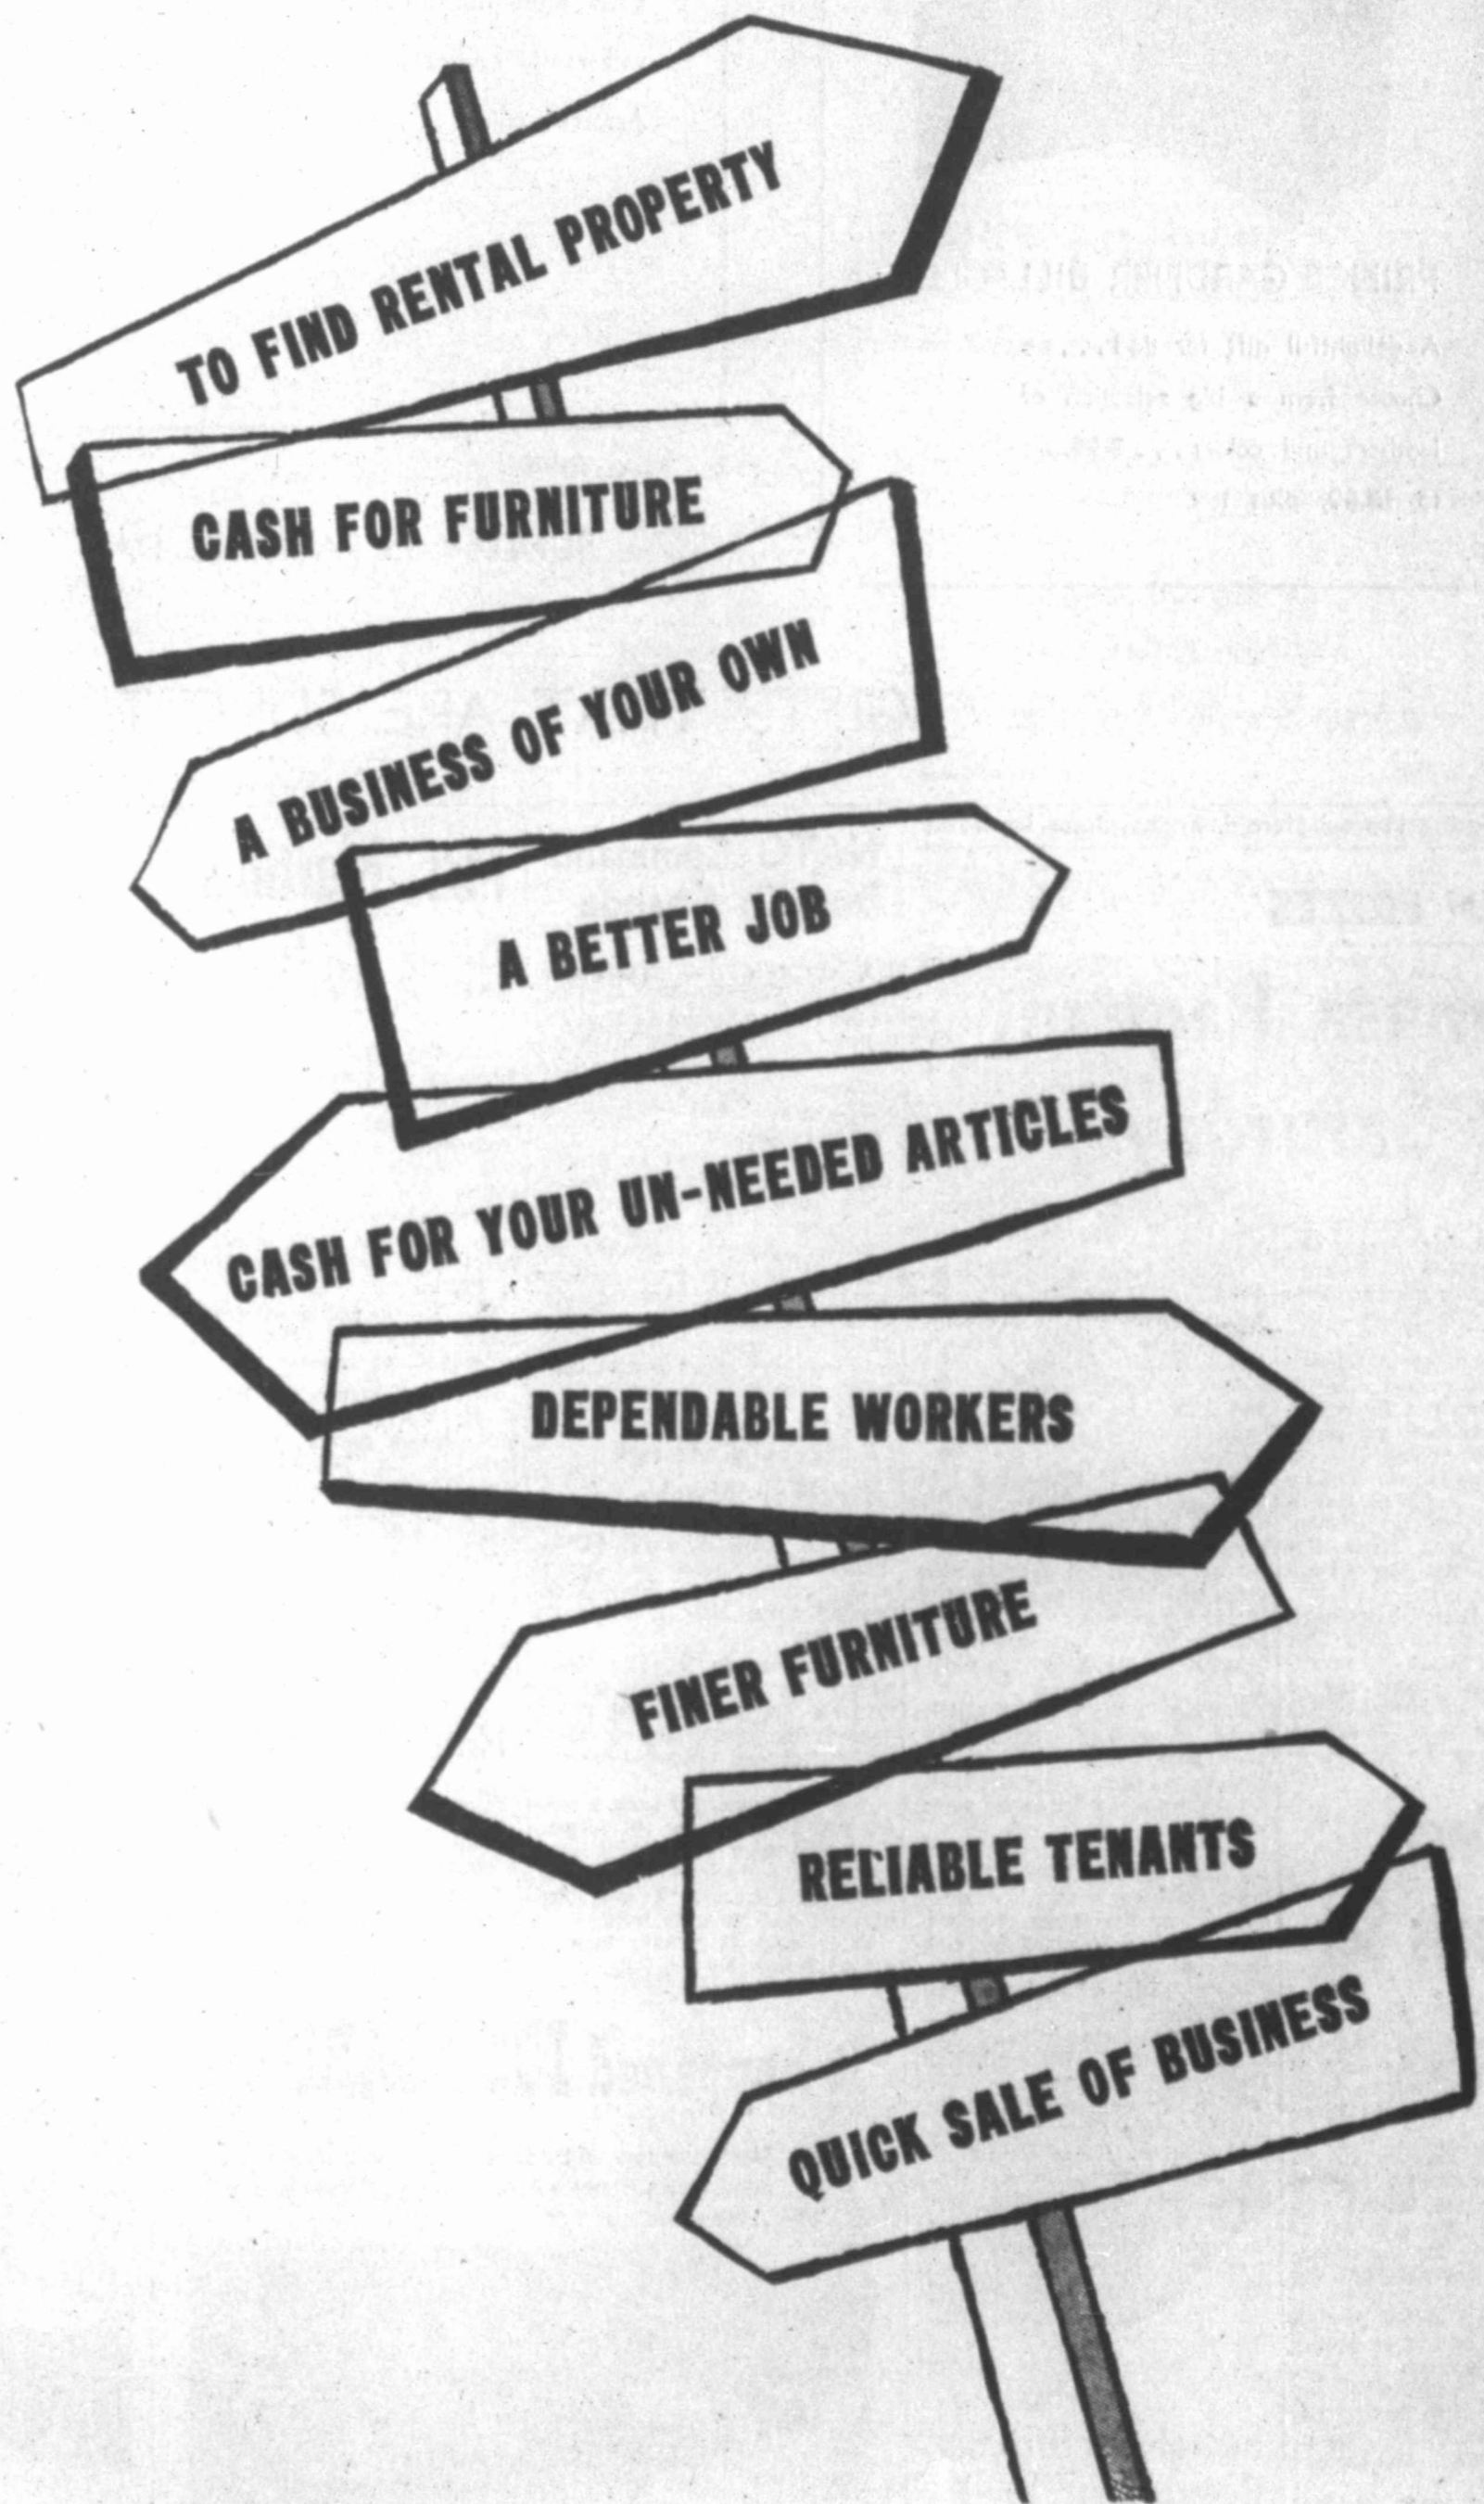 TO FIND RENTAL PROPERTY
CASH FOR FURNITURE
A BUSINESS OF YOUR OWN
A BETTER JOB
CASH FOR YOUR UN-NEEDED ARTICLES
DEPENDABLE WORKERS
FINER FURNITURE
RELIABLE TENANTS
QUICK SALE OF BUSINESS